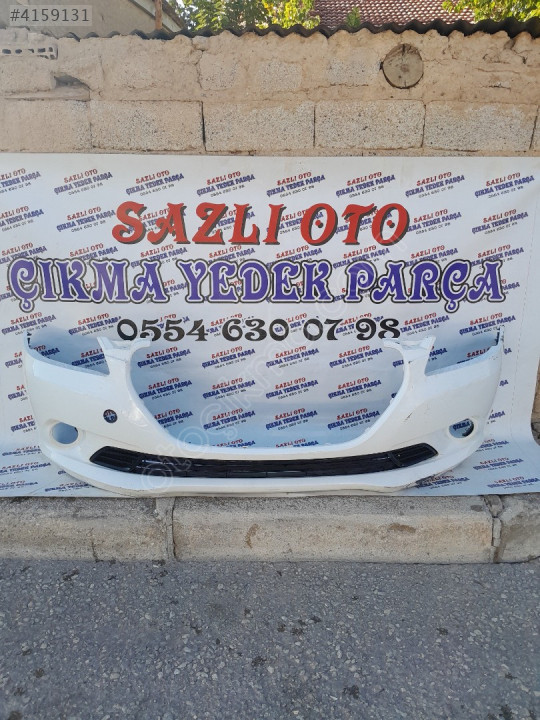 #4159131
SAZLI OTO
ÇIKMA YEDEK PARÇA
0554 630 07 98